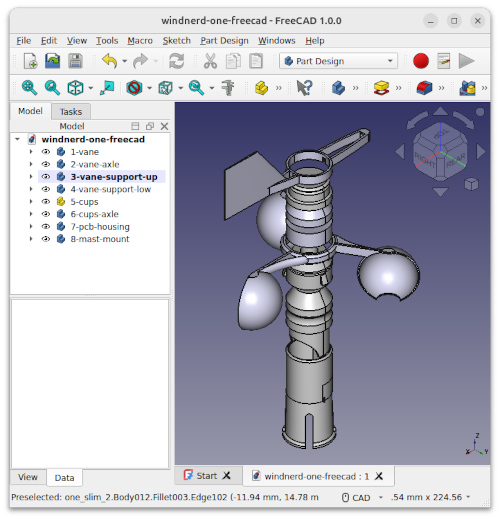 windnerd-one-freecad - FreeCAD 1.0.0
File Edit View Tools Macro Sketch Part Design Windows Help
Part Design
Model Tasks
Model
windnerd-one-freecad
1-vane
2-vane-axle
3-vane-support-up
4-vane-support-low
5-cups
6-cups-axle
7-pcb-housing
8-mast-mount
RIGHT
X Y Z
View Data
Start windnerd-one-freecad : 1
Preselected: one_slim_2.Body012.Fillet003.Edge102 (-11.94 mm, 14.78 m CAD .54 mm x 224.56